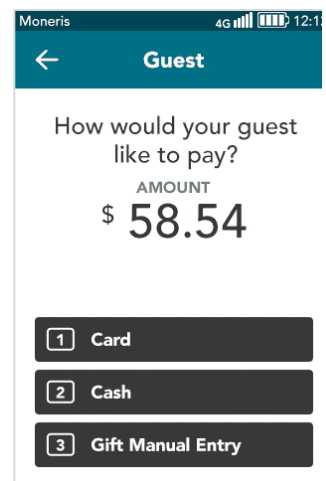 Moneris 4G 12:13
Guest
How would your guest
like to pay?
AMOUNT
$ 58.54
1 Card
2 Cash
3 Gift Manual Entry